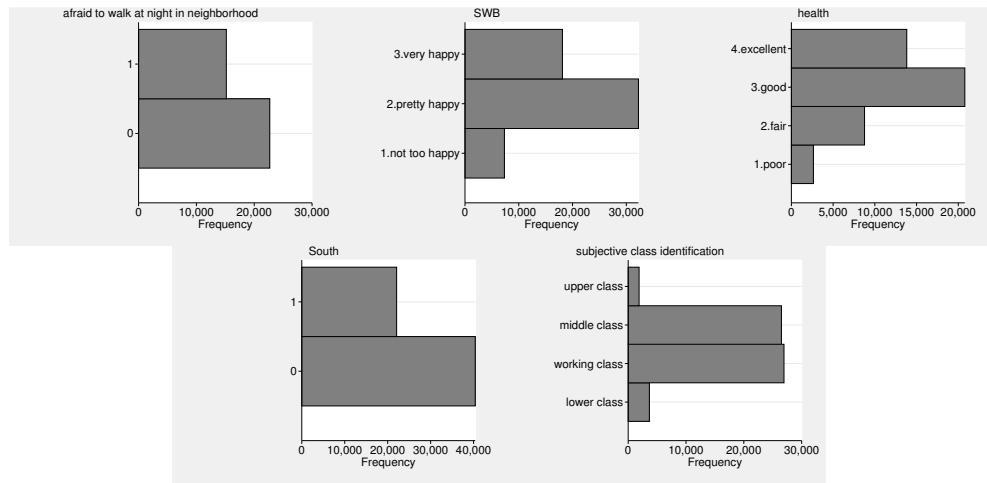 afraid to walk at night in neighborhood
1
0
0 10,000 20,000 30,000
Frequency
SWB
3.very happy
2.pretty happy
1.not too happy
0 10,000 20,000 30,000
Frequency
health
4.excellent
3.good
2.fair
1.poor
0 5,000 10,000 15,000 20,000
Frequency
South
1
0
0 10,000 20,000 30,000 40,000
Frequency
subjective class identification
upper class
middle class
working class
lower class
0 10,000 20,000 30,000
Frequency